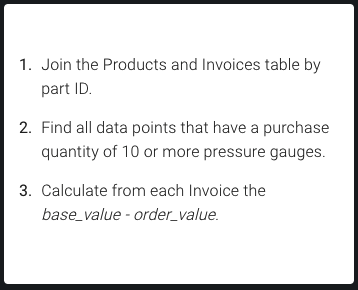 1. Join the Products and Invoices table by
part ID.
2. Find all data points that have a purchase
quantity of 10 or more pressure gauges.
3. Calculate from each Invoice the
base_value - order_value.